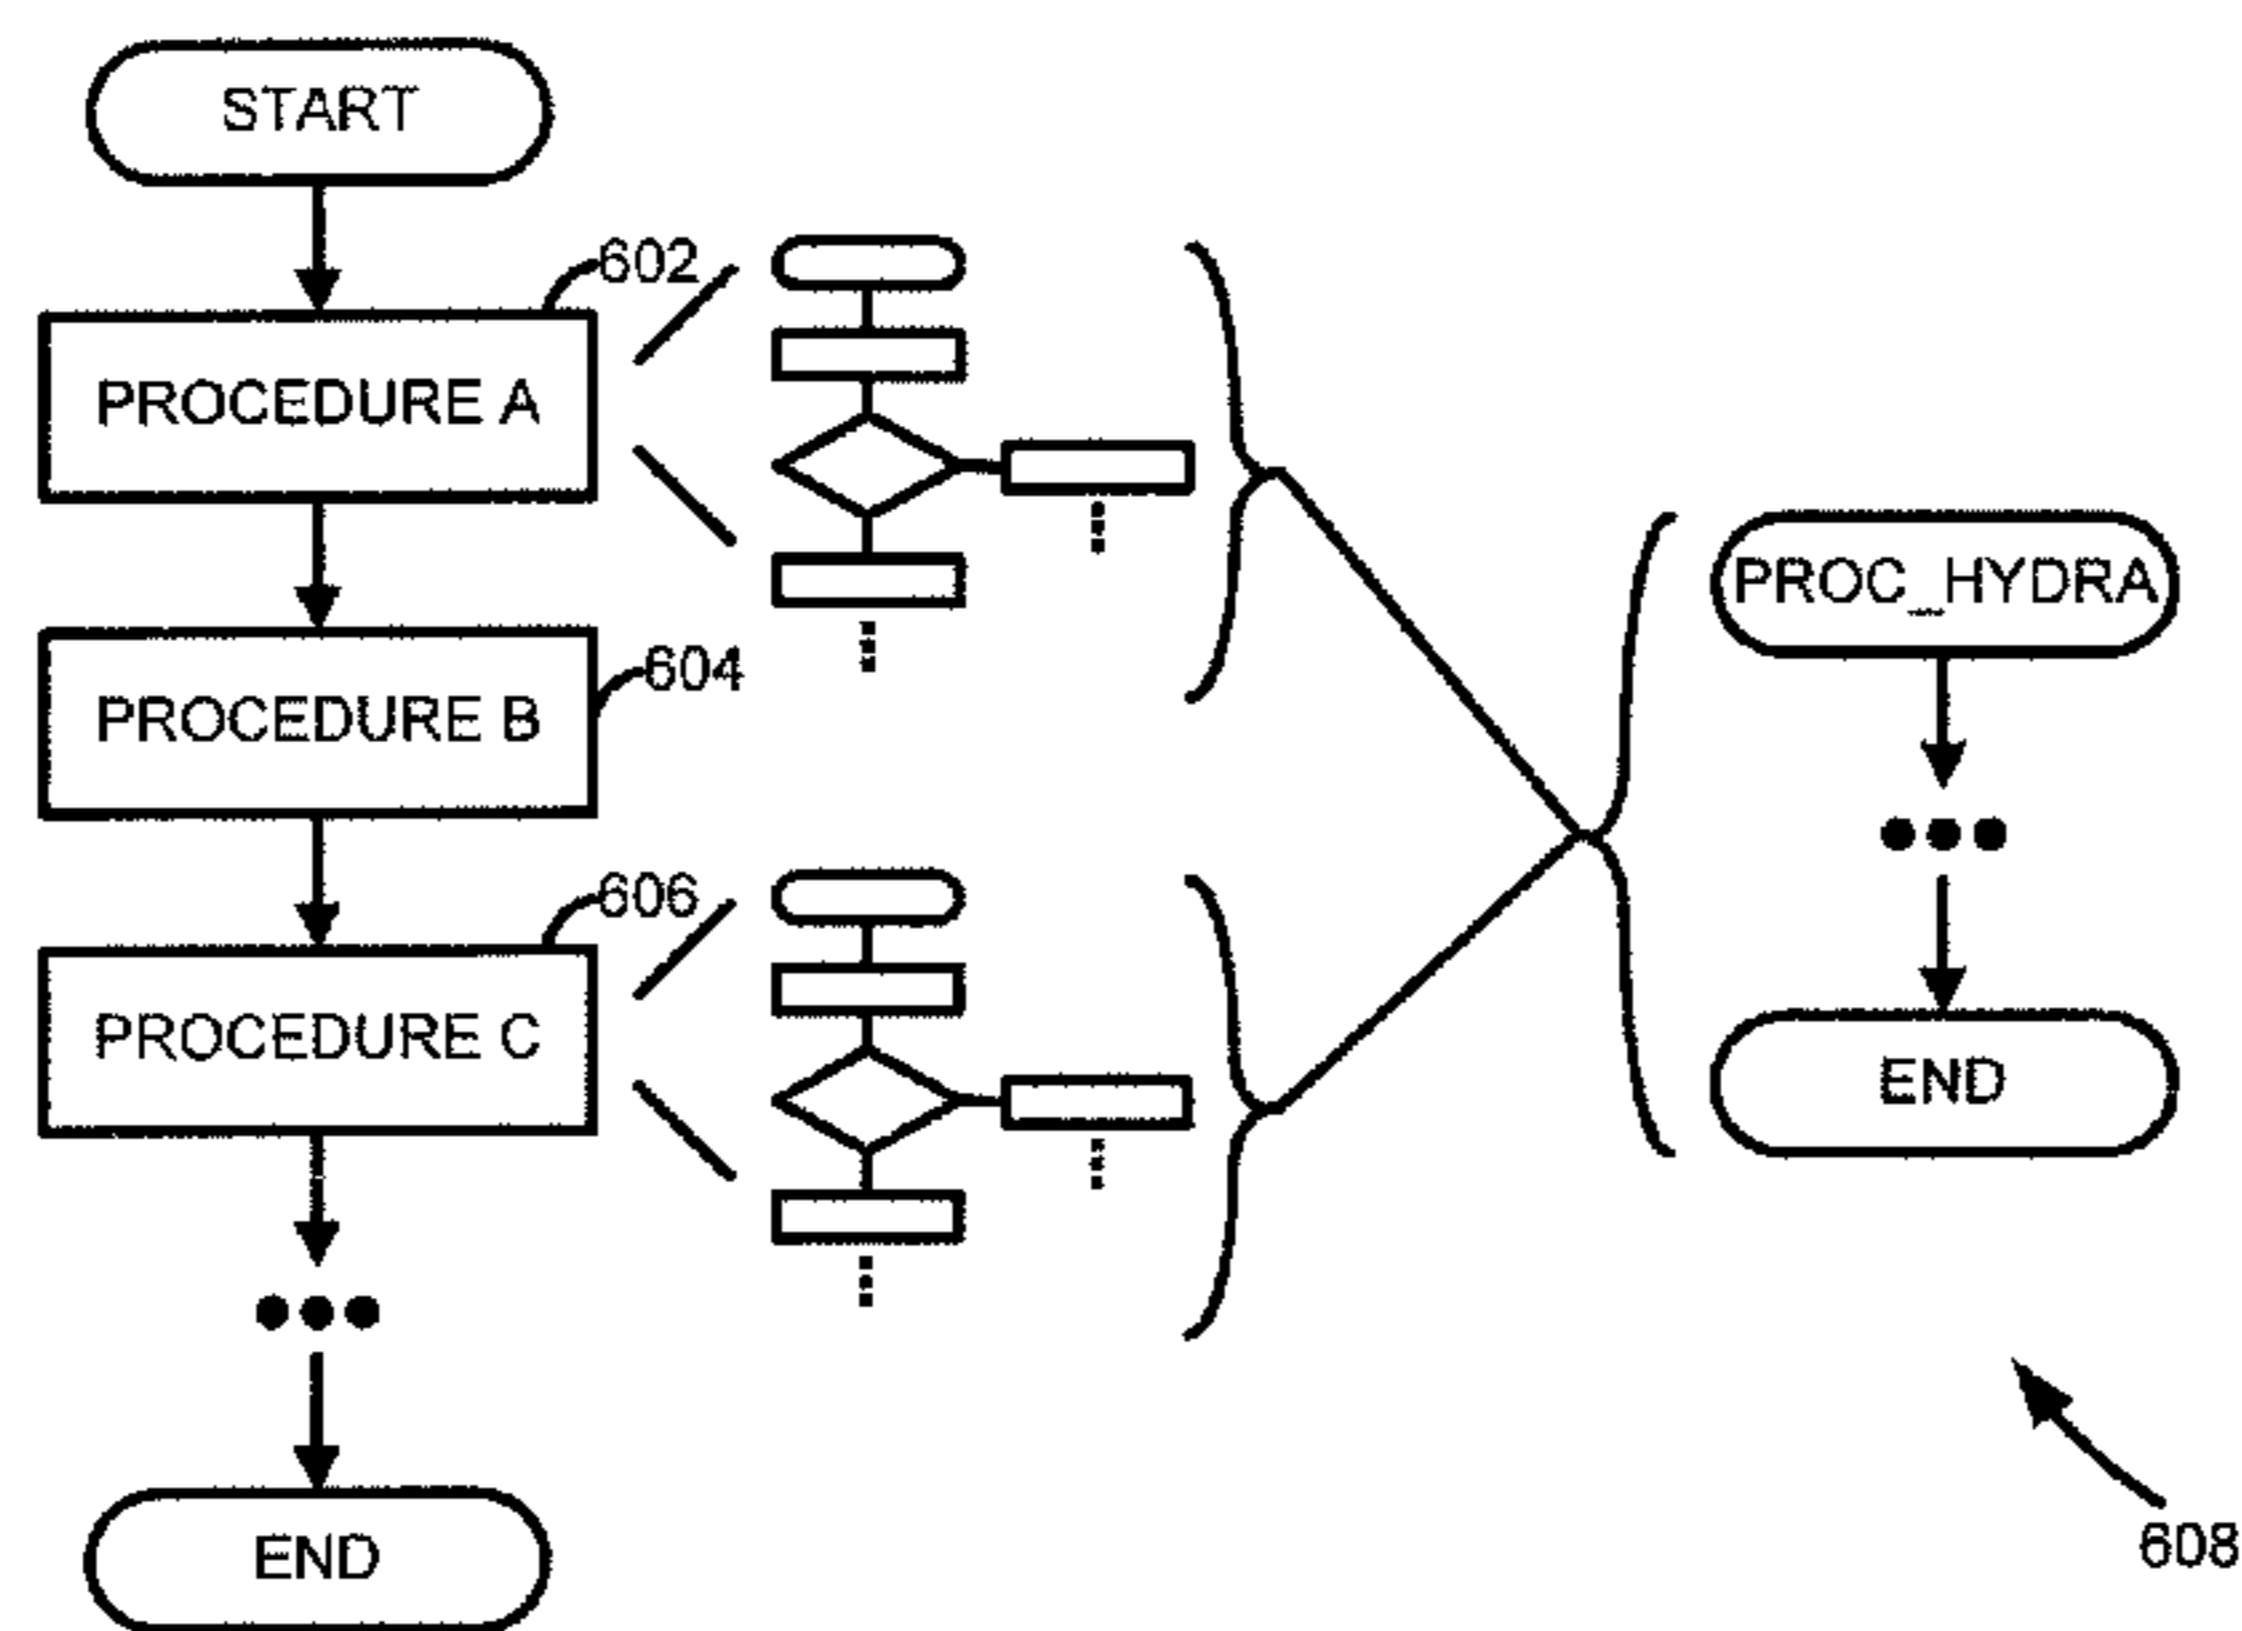 START
602
PROCEDURE A
604
PROCEDURE B
606
PROCEDURE C
END
PROC_HYDRA
END
608